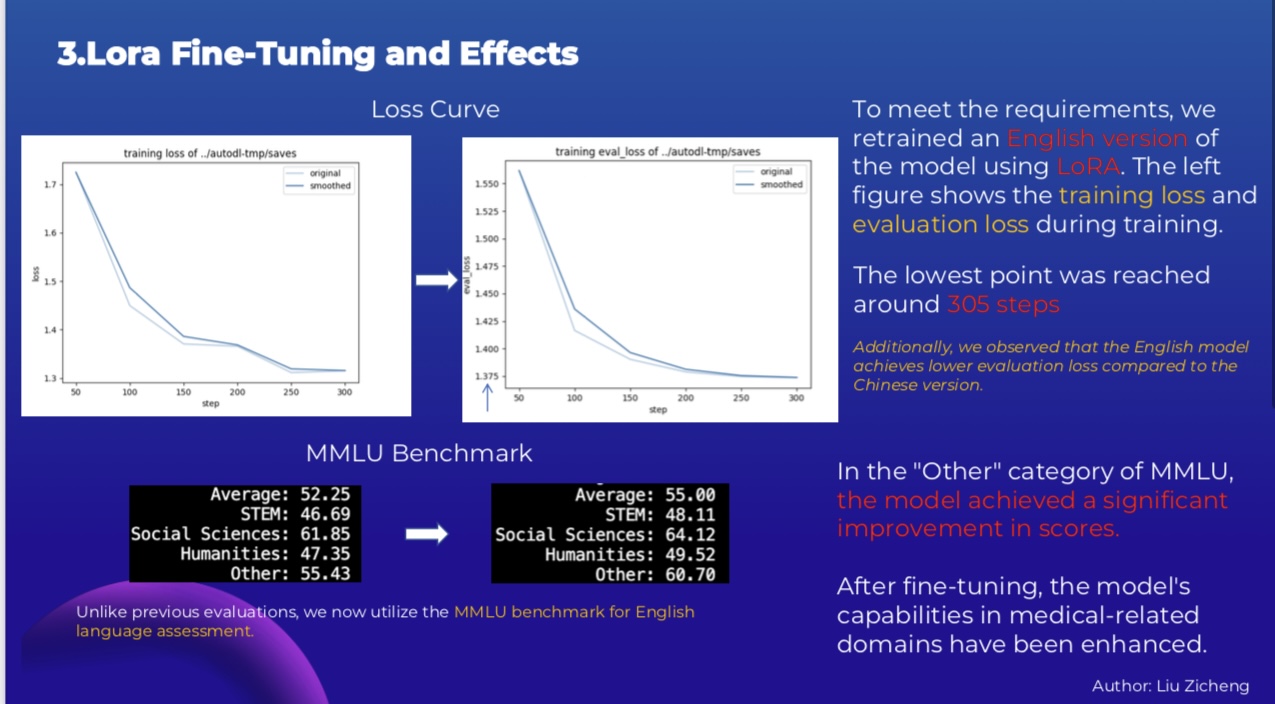 3.Lora Fine-Tuning and Effects
Loss Curve
training loss of ../autodl-tmp/saves
original
smoothed
1.7
1.6
1.5
1.4
1.3
loss
50 100 150 200 250 300
step
training eval_loss of ../autodl-tmp/saves
original
smoothed
1.550
1.525
1.500
1.475
1.450
1.425
1.400
1.375
eval_loss
50 100 150 200 250 300
step
To meet the requirements, we
retrained an English version of
the model using LoRA. The left
figure shows the training loss and
evaluation loss during training.
The lowest point was reached
around 305 steps
Additionally, we observed that the English model
achieves lower evaluation loss compared to the
Chinese version.
MMLU Benchmark
Average: 52.25
STEM: 46.69
Social Sciences: 61.85
Humanities: 47.35
Other: 55.43
Average: 55.00
STEM: 48.11
Social Sciences: 64.12
Humanities: 49.52
Other: 60.70
Unlike previous evaluations, we now utilize the MMLU benchmark for English
language assessment.
In the "Other" category of MMLU,
the model achieved a significant
improvement in scores.
After fine-tuning, the model's
capabilities in medical-related
domains have been enhanced.
Author: Liu Zicheng